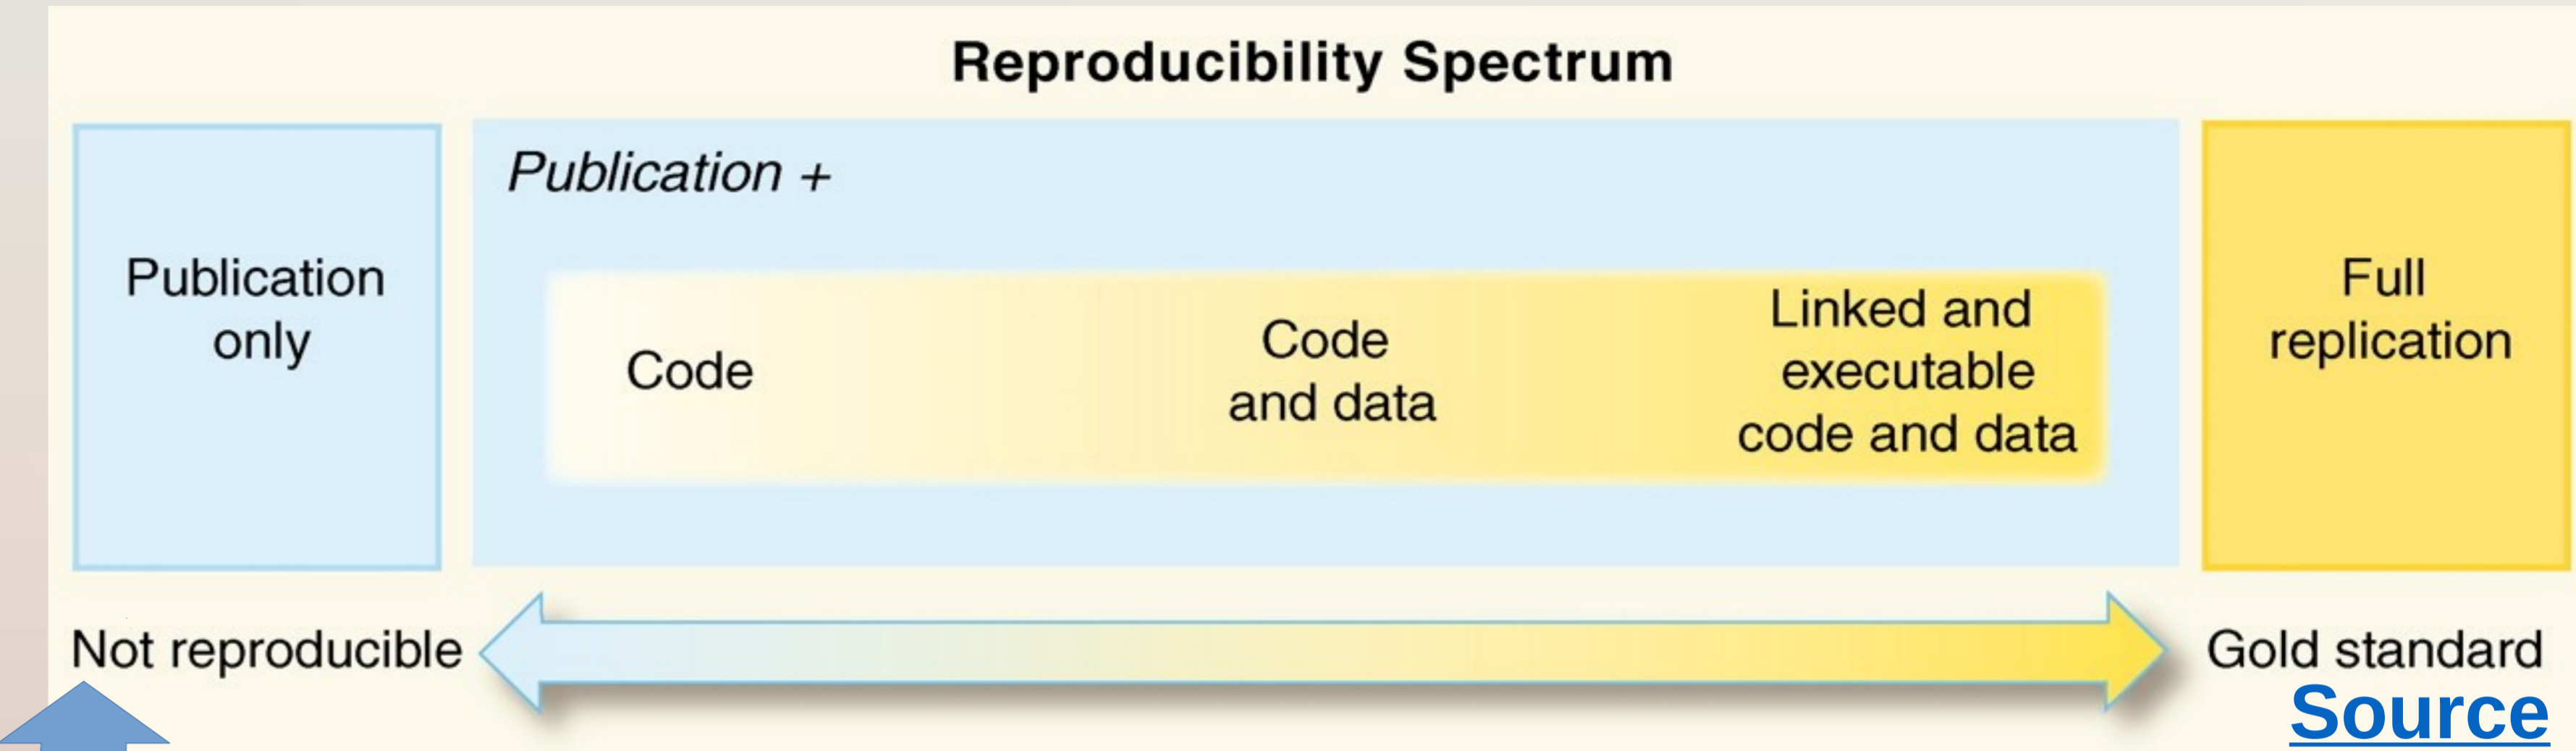 Reproducibility Spectrum
Publication
only
Publication +
Code
Code
and data
Linked and
executable
code and data
Full
replication
Not reproducible
Gold standard
Source